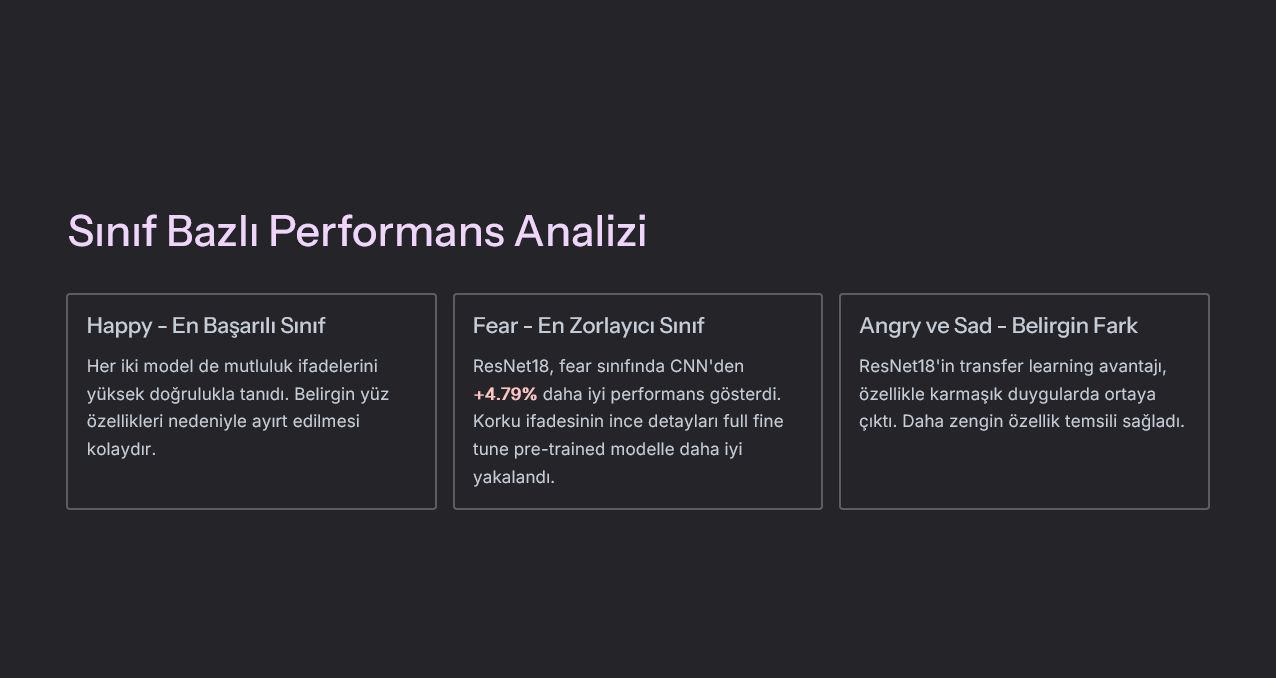 Sınıf Bazlı Performans Analizi
Happy - En Başarılı Sınıf
Her iki model de mutluluk ifadelerini
yüksek doğrulukla tanıdı. Belirgin yüz
özellikleri nedeniyle ayırt edilmesi
kolaydır.
Fear - En Zorlayıcı Sınıf
ResNet18, fear sınıfında CNN'den
+4.79% daha iyi performans gösterdi.
Korku ifadesinin ince detayları full fine
tune pre-trained modelle daha iyi
yakalandı.
Angry ve Sad - Belirgin Fark
ResNet18'in transfer learning avantajı,
özellikle karmaşık duygularda ortaya
çıktı. Daha zengin özellik temsili sağladı.